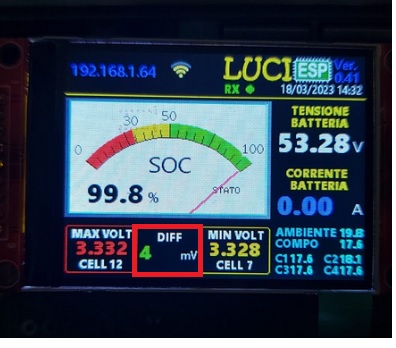 192.168.1.64
LUCI ESP
Ver.
0.41
RX
18/03/2023 14:32
0 30 50 100
SOC
99.8 %
STATO
TENSIONE
BATTERIA
53.28 V
CORRENTE
BATTERIA
0.00 A
MAX VOLT
3.332
CELL 12
DIFF
4 mV
MIN VOLT
3.328
CELL 7
AMBIENTE 19.8
COMPO 17.6
C1 17.6 C2 18.1
C3 17.6 C4 17.6